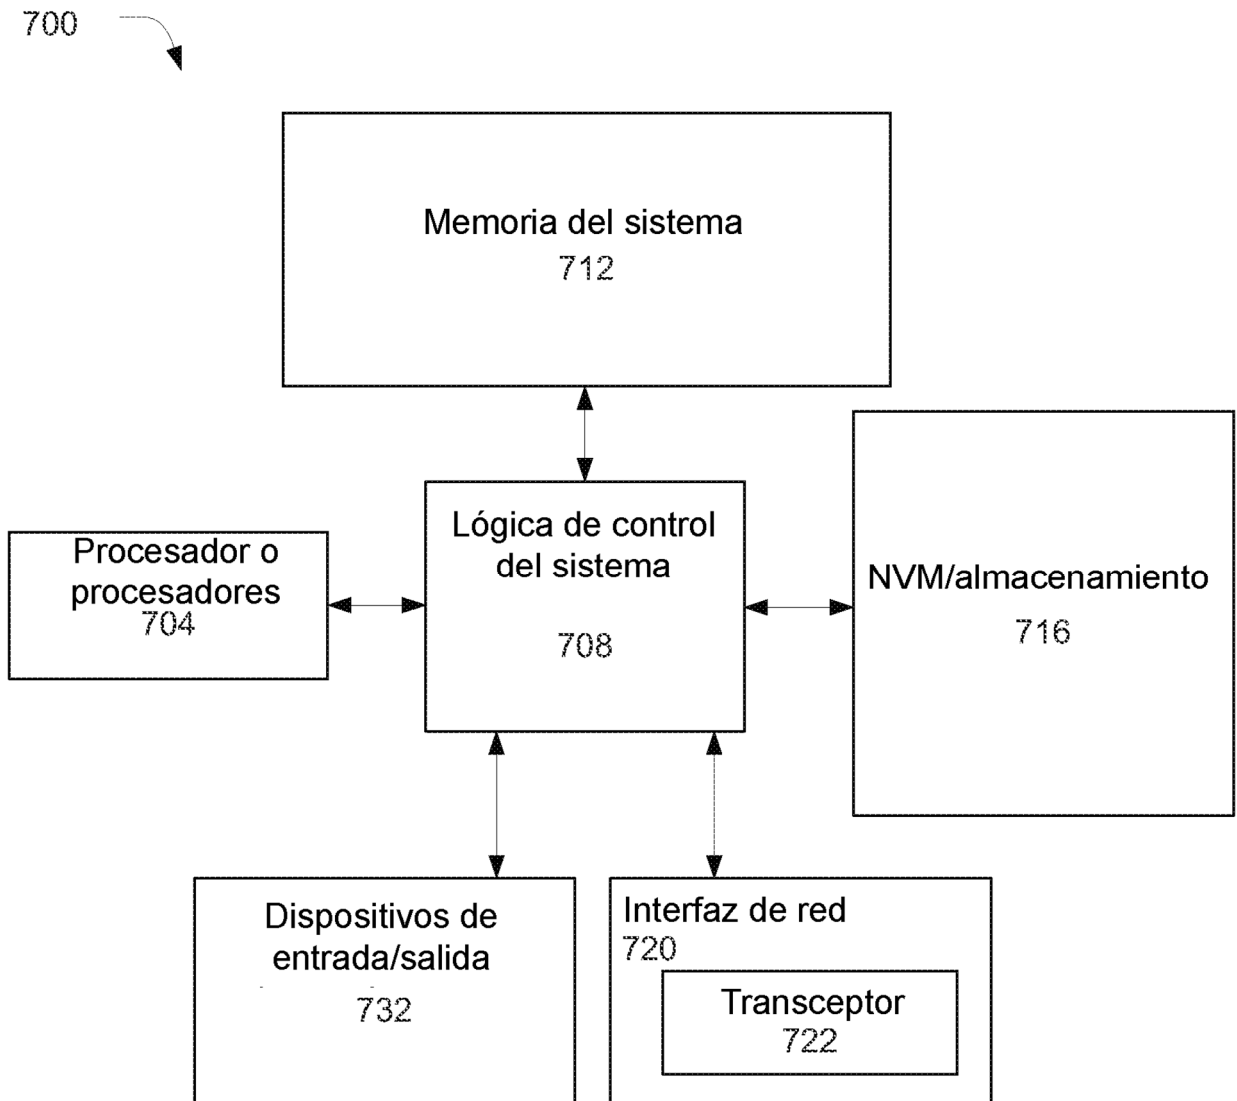 700
Memoria del sistema
712
Lógica de control
del sistema
708
Procesador o
procesadores
704
NVM/almacenamiento
716
Dispositivos de
entrada/salida
732
Interfaz de red
720
Transceptor
722